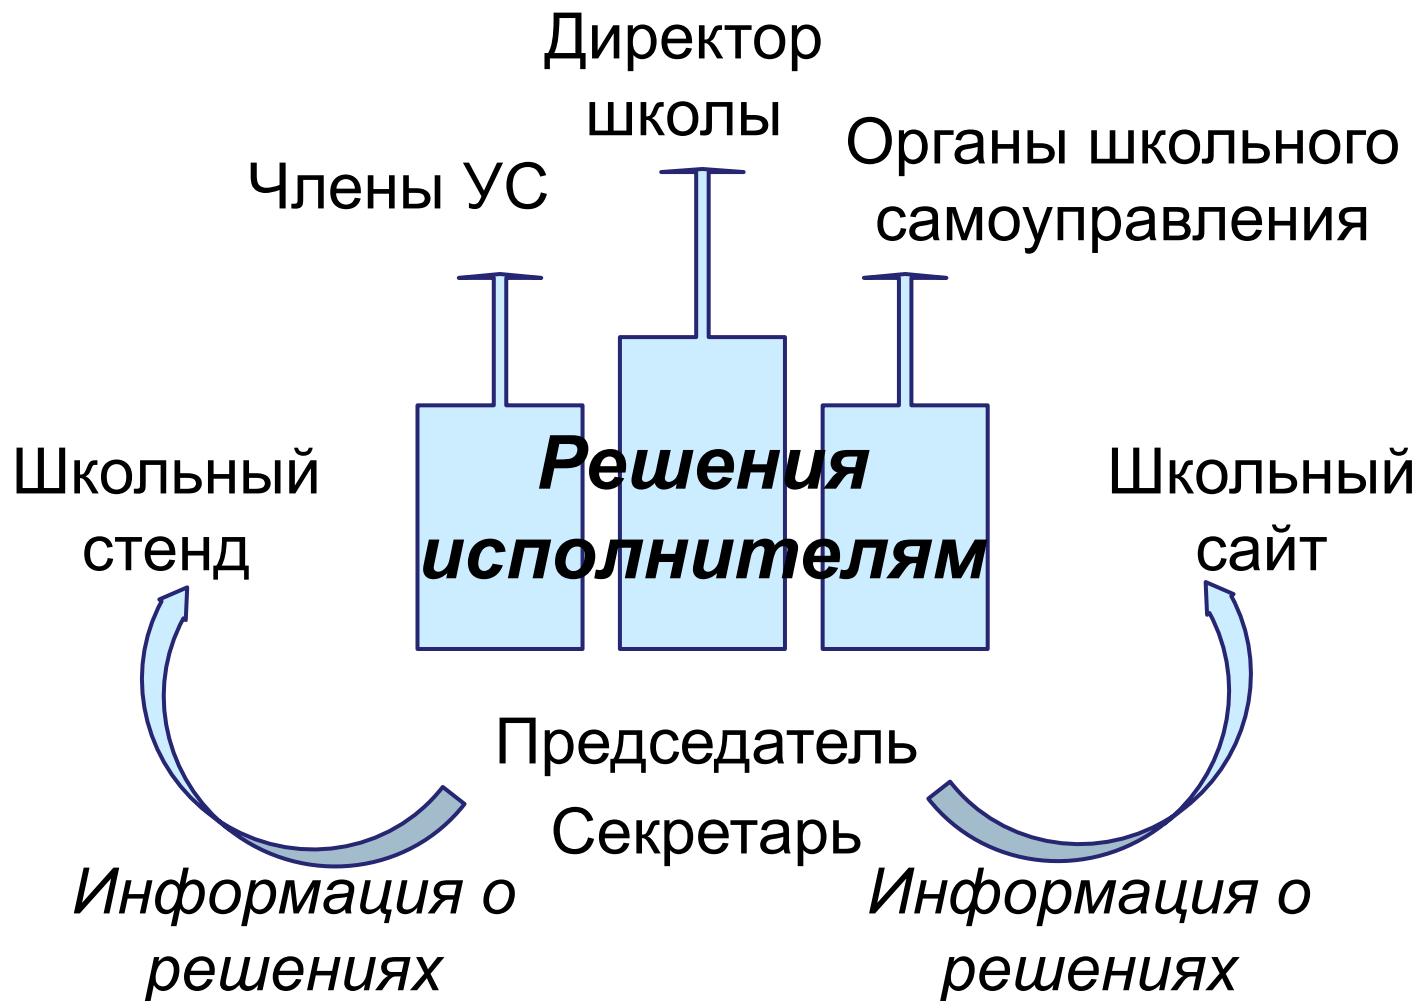 Директор
школы
Члены УС
Органы школьного
самоуправления
Школьный
стенд
Решения
исполнителям
Школьный
сайт
Председатель
Секретарь
Информация о
решениях
Информация о
решениях